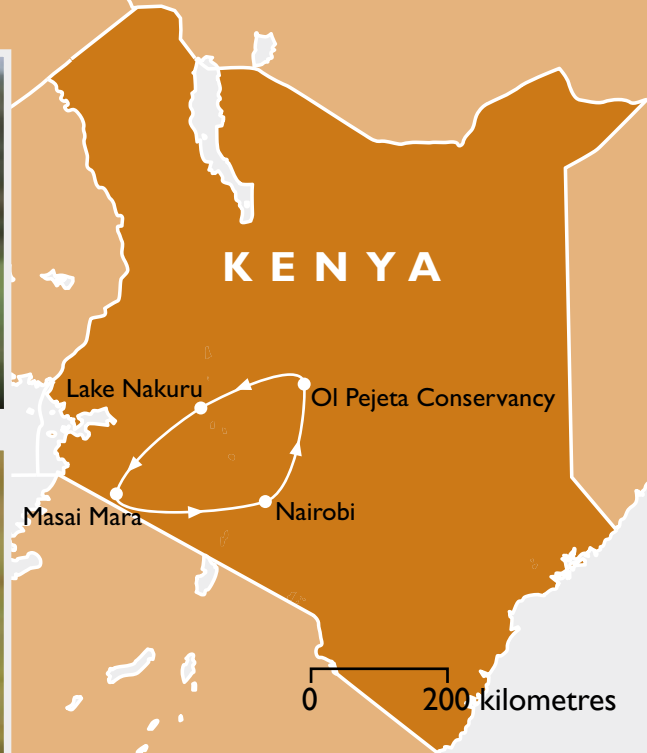 KENYA
Lake Nakuru
Ol Pejeta Conservancy
Masai Mara
Nairobi
0 200 kilometres